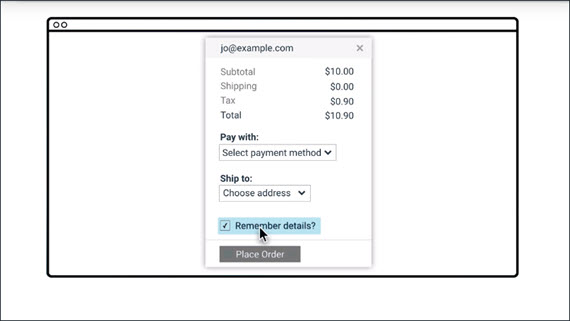 jo@example.com
Subtotal $10.00
Shipping $0.00
Tax $0.90
Total $10.90
Pay with:
Select payment method
Ship to:
Choose address
Remember details?
Place Order